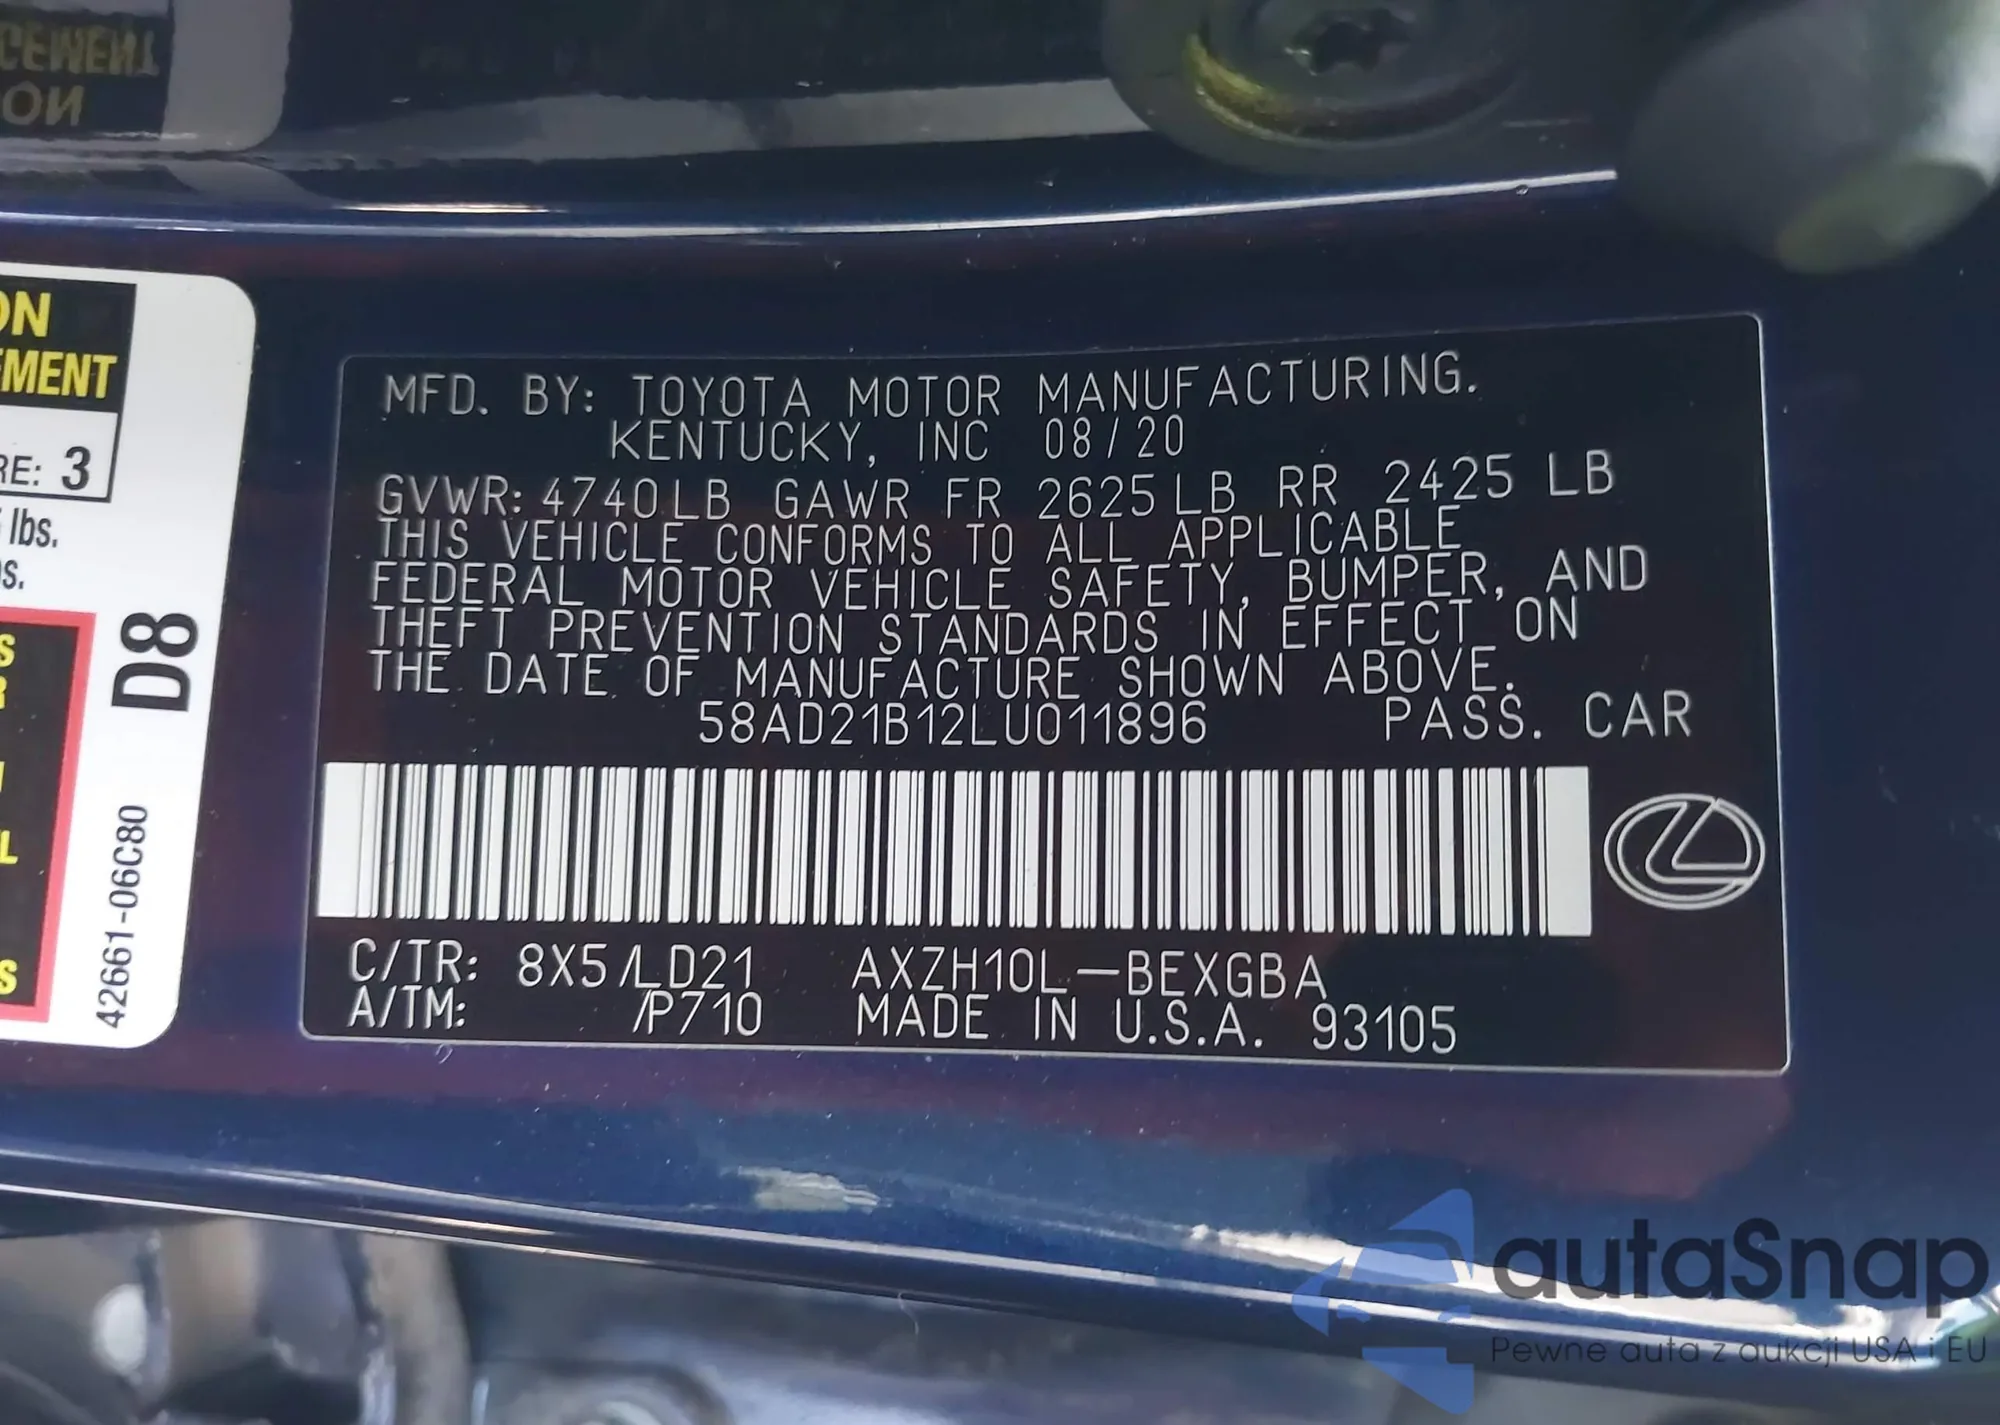 CEMENT
ON
ON
EMENT
RE: 3
lbs.
s.
S
R
L
S
D8
42661-06C80
MFD. BY: TOYOTA MOTOR MANUFACTURING.
KENTUCKY, INC 08/20
GVWR: 4740LB GAWR FR 2625LB RR 2425 LB
THIS VEHICLE CONFORMS TO ALL APPLICABLE
FEDERAL MOTOR VEHICLE SAFETY, BUMPER, AND
THEFT PREVENTION STANDARDS IN EFFECT ON
THE DATE OF MANUFACTURE SHOWN ABOVE.
58AD21B12LU011896 PASS. CAR
C/TR: 8X5/LD21 AXZH10L-BEXGBA
A/TM: /P710 MADE IN U.S.A. 93105
autaSnap
Pewne auta z aukcji USA i EU